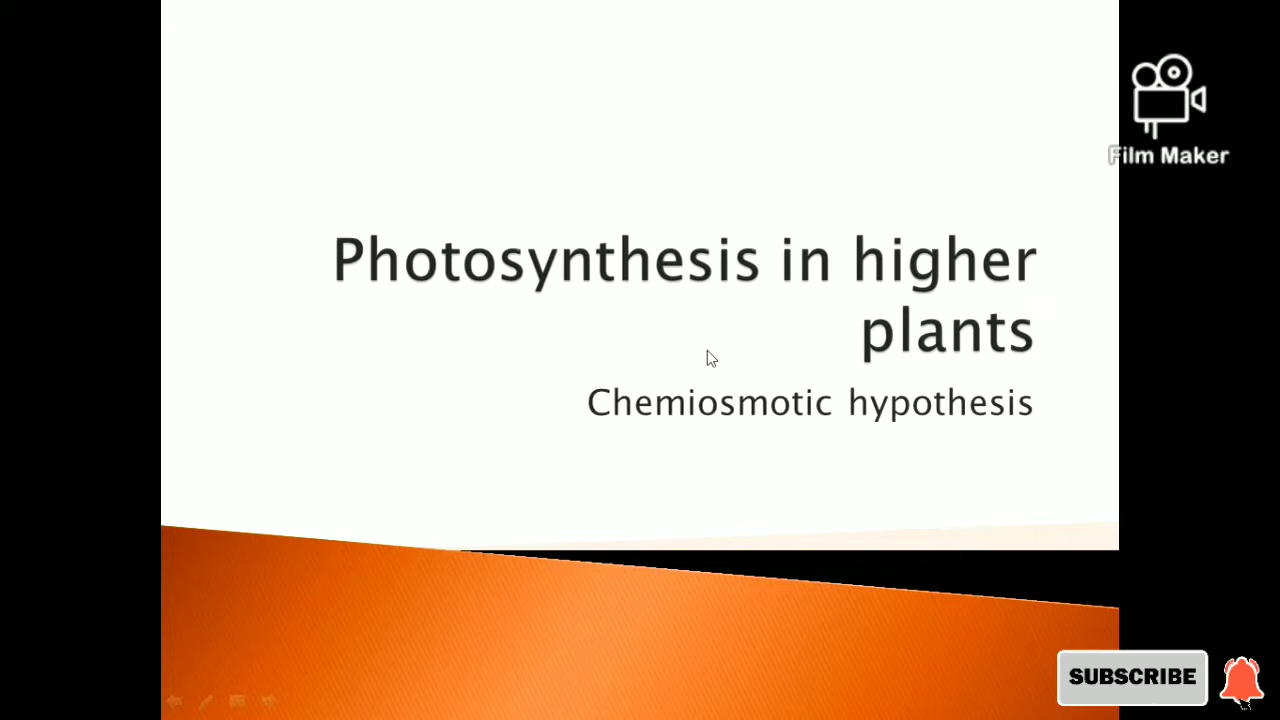 Film Maker
Photosynthesis in higher
plants
Chemiosmotic hypothesis
SUBSCRIBE